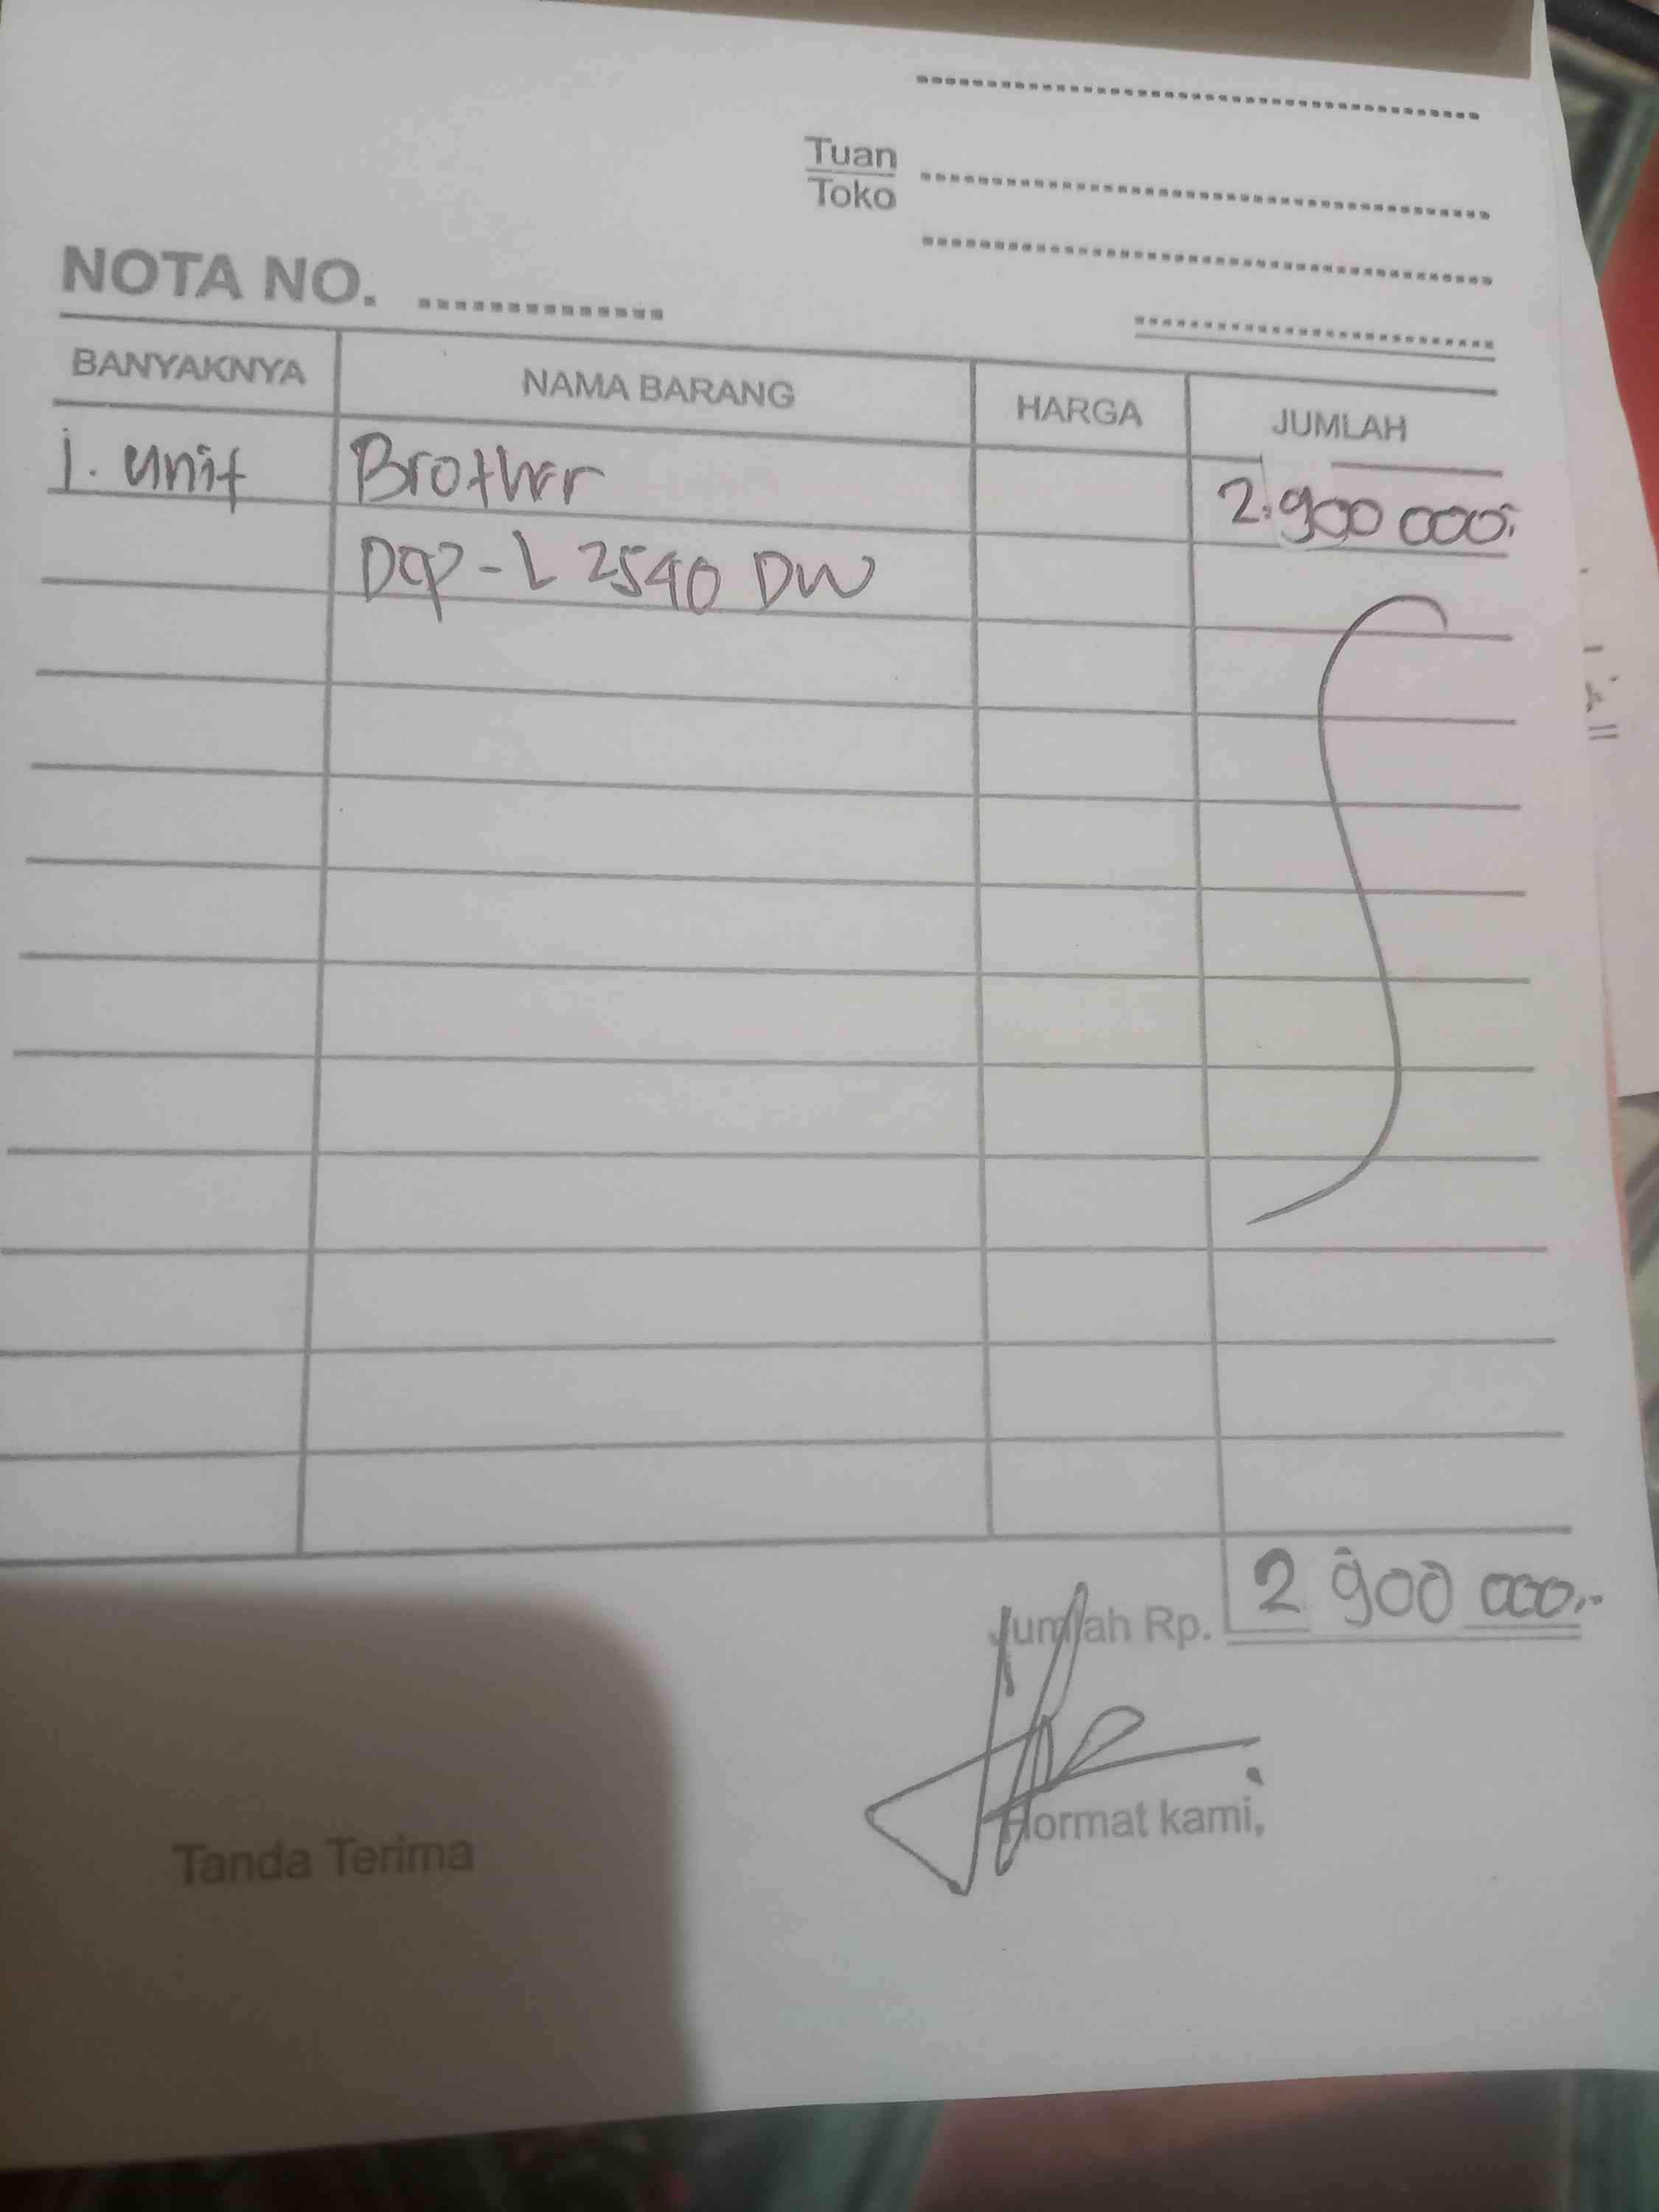 Tuan
Toko
NOTA NO.
BANYAKNYA NAMA BARANG HARGA JUMLAH
1. unit Brother 2.900 000.
DCP-L 2540 DW
Jumlah Rp. 2 900 000..
Hormat kami,
Tanda Terima